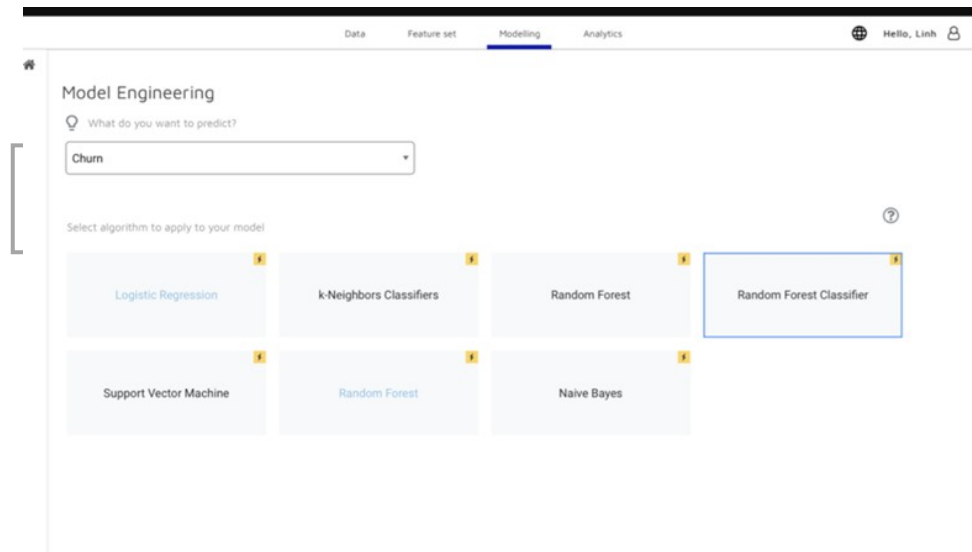 Data Feature set Modelling Analytics Hello, Linh
Model Engineering
What do you want to predict?
Churn
Select algorithm to apply to your model
?
Logistic Regression k-Neighbors Classifiers Random Forest Random Forest Classifier
Support Vector Machine Random Forest Naive Bayes